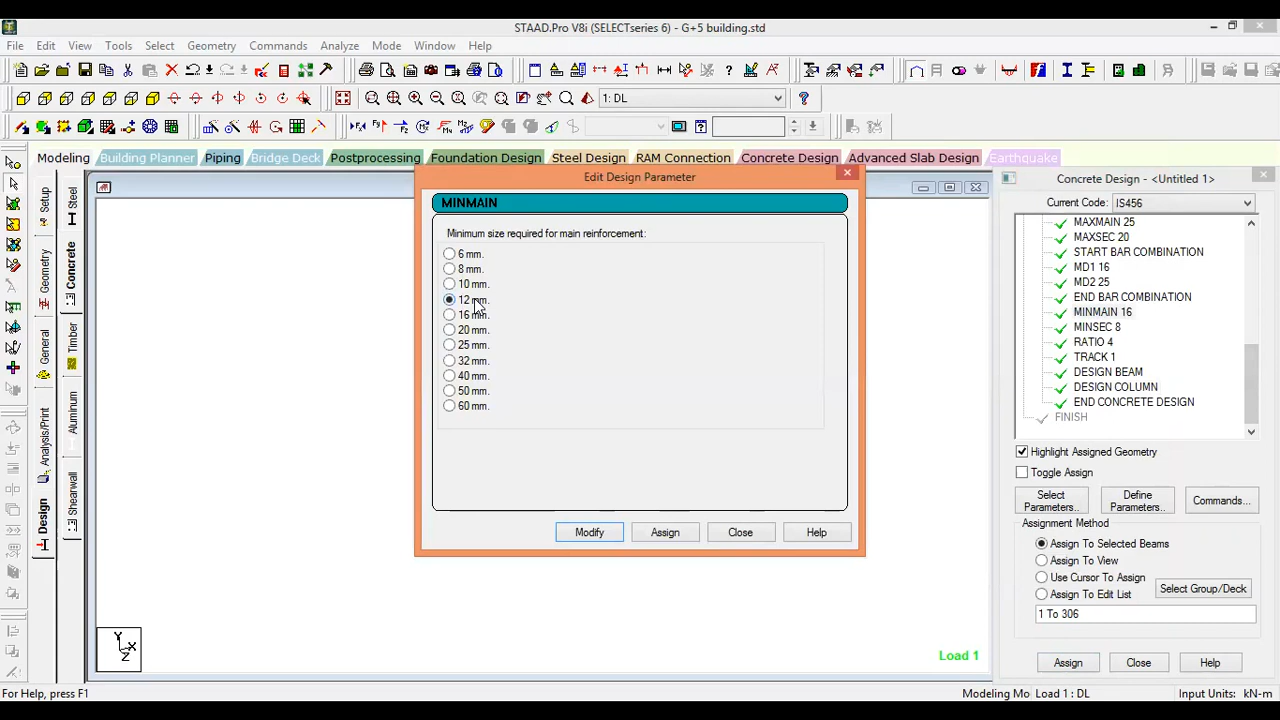 STAAD.Pro V8i (SELECTseries 6) - G+5 building.std
File Edit View Tools Select Geometry Commands Analyze Mode Window Help
1: DL
Modeling Building Planner Piping Bridge Deck Postprocessing Foundation Design Steel Design RAM Connection Concrete Design Advanced Slab Design Earthquake
Setup
Geometry
General
Analysis/Print
Design
Steel
Concrete
Timber
Aluminum
Shearwall
Edit Design Parameter
MINMAIN
Minimum size required for main reinforcement:
6 mm.
8 mm.
10 mm.
12 mm.
16 mm.
20 mm.
25 mm.
32 mm.
40 mm.
50 mm.
60 mm.
Modify Assign Close Help
Y
X
Z
Load 1
Concrete Design - <Untitled 1>
Current Code: IS456
MAXMAIN 25
MAXSEC 20
START BAR COMBINATION
MD1 16
MD2 25
END BAR COMBINATION
MINMAIN 16
MINSEC 8
RATIO 4
TRACK 1
DESIGN BEAM
DESIGN COLUMN
END CONCRETE DESIGN
FINISH
Highlight Assigned Geometry
Toggle Assign
Select Parameters..
Define Parameters..
Commands...
Assignment Method
Assign To Selected Beams
Assign To View
Use Cursor To Assign
Select Group/Deck
Assign To Edit List
1 To 306
Assign Close Help
For Help, press F1
Modeling Mo Load 1 : DL Input Units: kN-m